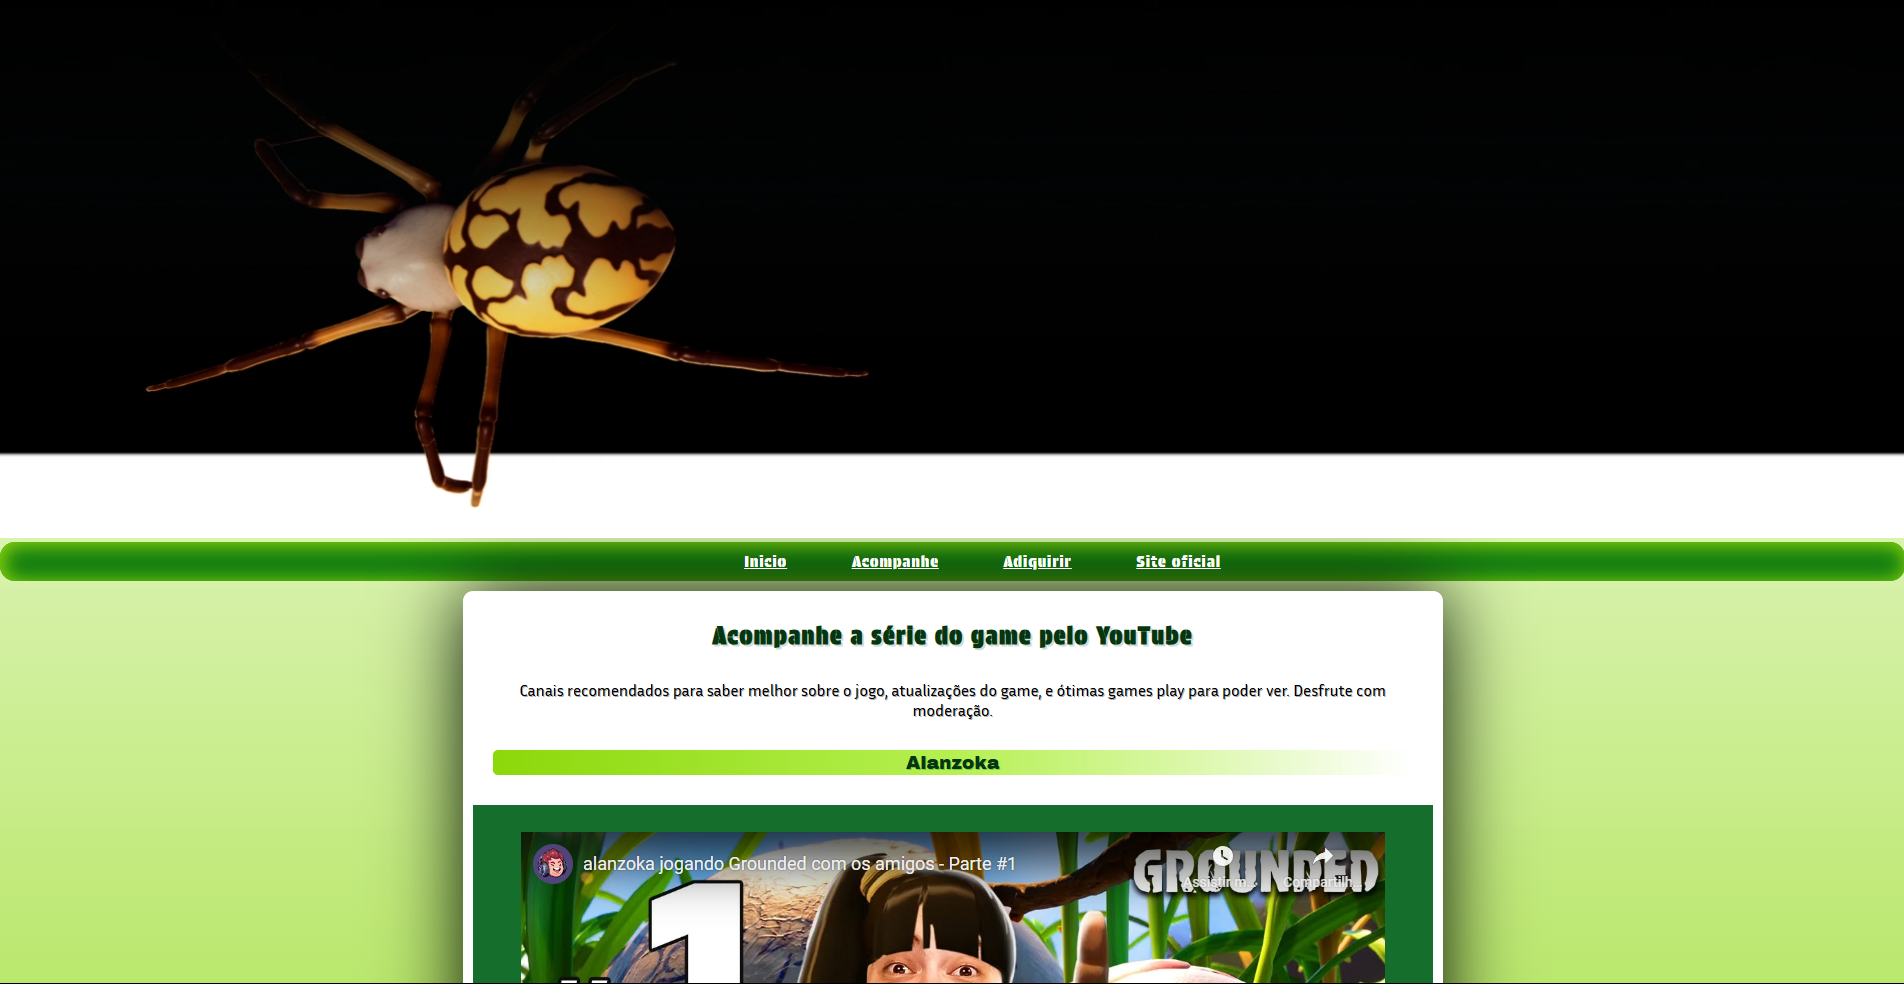 Inicio Acompanhe Adiquirir Site oficial
Acompanhe a série do game pelo YouTube
Canais recomendados para saber melhor sobre o jogo, atualizações do game, e ótimas games play para poder ver. Desfrute com
moderação.
Alanzoka
alanzoka jogando Grounded com os amigos - Parte #1
GROUNDED
Assistir m...
Compartilh...
1